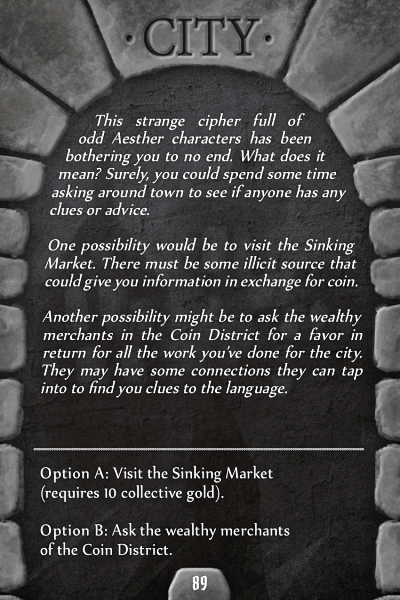 · CITY ·
This strange cipher full of
odd Aesther characters has been
bothering you to no end. What does it
mean? Surely, you could spend some time
asking around town to see if anyone has any
clues or advice.
One possibility would be to visit the Sinking
Market. There must be some illicit source that
could give you information in exchange for coin.
Another possibility might be to ask the wealthy
merchants in the Coin District for a favor in
return for all the work you've done for the city.
They may have some connections they can tap
into to find you clues to the language.
Option A: Visit the Sinking Market
(requires 10 collective gold).
Option B: Ask the wealthy merchants
of the Coin District.
89